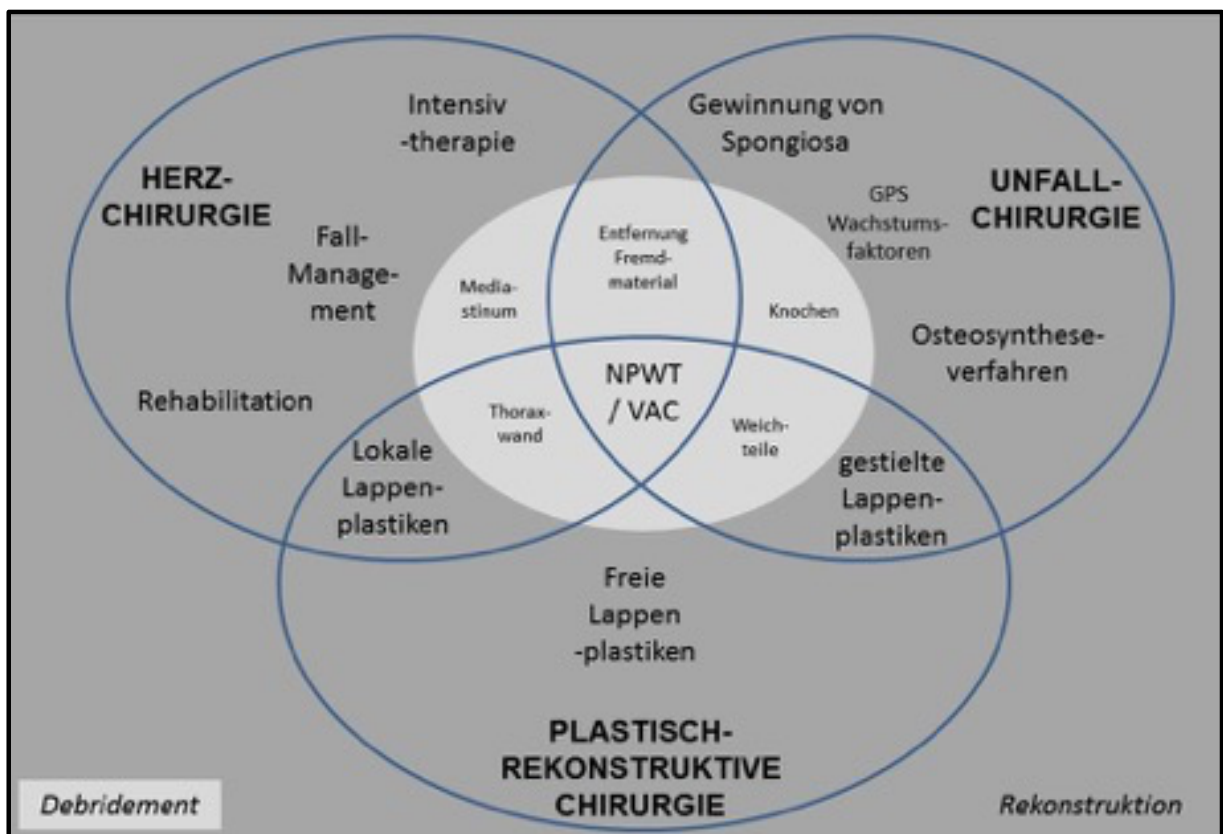 Intensiv
-therapie
Gewinnung von
Spongiosa
HERZ-
CHIRURGIE
UNFALL-
CHIRURGIE
GPS
Wachstums-
faktoren
Fall-
Manage-
ment
Entfernung
Fremd-
material
Media-
stinum
Knochen
Osteosynthese-
verfahren
Rehabilitation
NPWT
/ VAC
Thorax-
wand
Weich-
teile
Lokale
Lappen-
plastiken
gestielte
Lappen-
plastiken
Freie
Lappen
-plastiken
PLASTISCH-
REKONSTRUKTIVE
CHIRURGIE
Debridement
Rekonstruktion